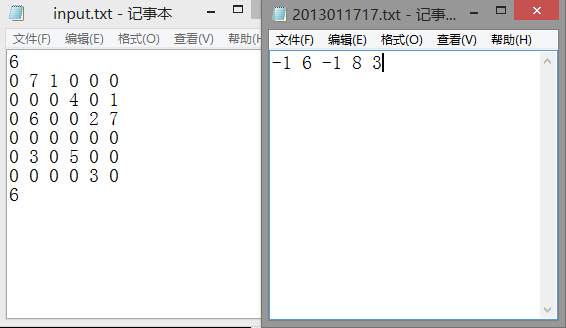 input.txt - 记事本
文件(F) 编辑(E) 格式(O) 查看(V) 帮助(H)
6
0 7 1 0 0 0
0 0 0 4 0 1
0 6 0 0 2 7
0 0 0 0 0 0
0 3 0 5 0 0
0 0 0 0 3 0
6
2013011717.txt - 记事...
文件(F) 编辑(E) 格式(O) 查看(V) 帮助(H)
-1 6 -1 8 3